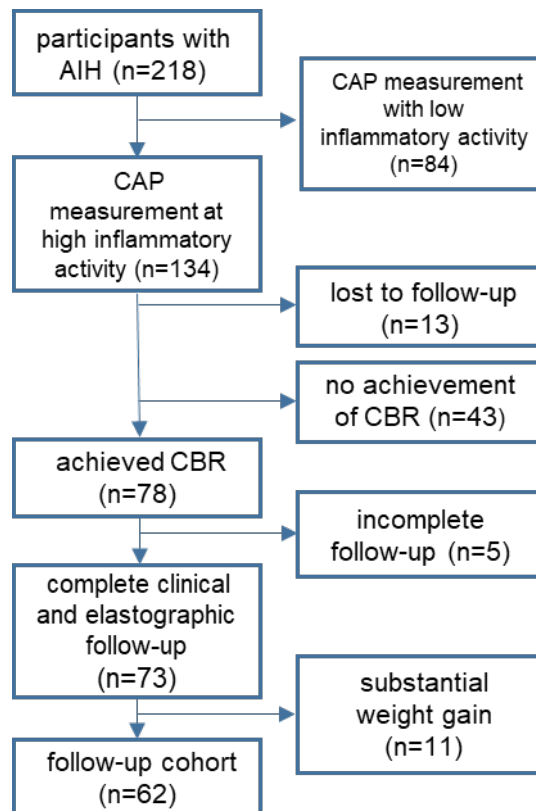 participants with
AIH (n=218)
CAP measurement
with low
inflammatory activity
(n=84)
CAP
measurement at
high inflammatory
activity (n=134)
lost to follow-up
(n=13)
no achievement
of CBR (n=43)
achieved CBR
(n=78)
incomplete
follow-up (n=5)
complete clinical
and elastographic
follow-up
(n=73)
substantial
weight gain
(n=11)
follow-up cohort
(n=62)